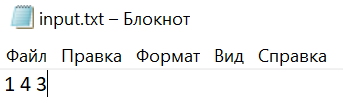 input.txt – Блокнот
Файл Правка Формат Вид Справка
1 4 3